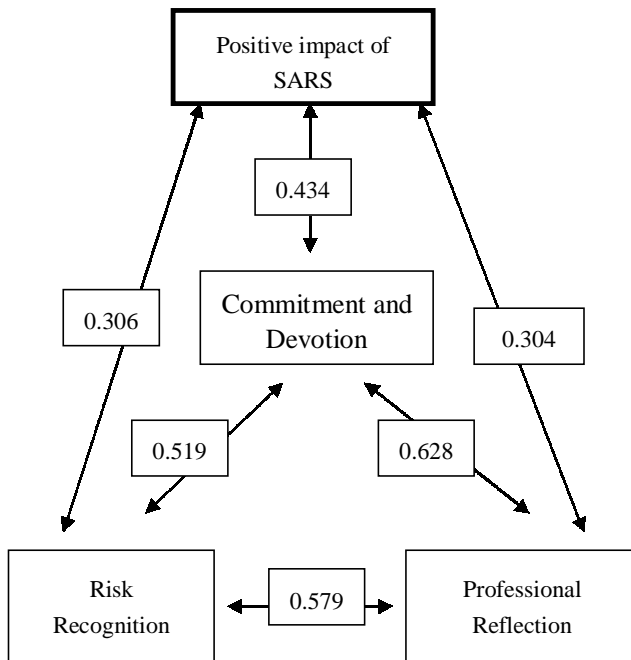 Positive impact of
SARS
0.434
Commitment and
Devotion
0.306
0.304
0.519
0.628
Risk
Recognition
0.579
Professional
Reflection